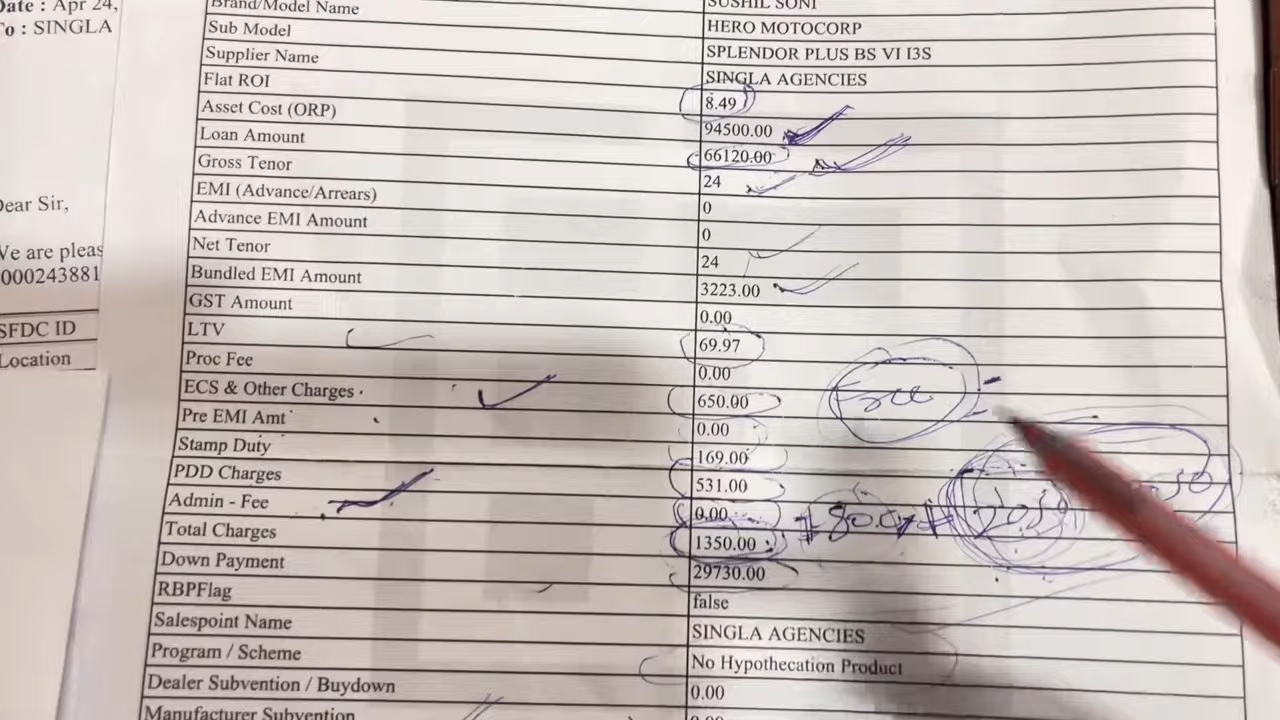 Date : Apr 24,
To : SINGLA
Dear Sir,
We are pleas
000243881
SFDC ID
Location
SUSHIL SONI
Brand/Model Name HERO MOTOCORP
Sub Model SPLENDOR PLUS BS VI I3S
Supplier Name SINGLA AGENCIES
Flat ROI 8.49
Asset Cost (ORP) 94500.00
Loan Amount 66120.00
Gross Tenor 24
EMI (Advance/Arrears) 0
Advance EMI Amount 0
Net Tenor 24
Bundled EMI Amount 3223.00
GST Amount 0.00
LTV 69.97
Proc Fee 0.00
ECS & Other Charges 650.00 Free
Pre EMI Amt 0.00
Stamp Duty 169.00
PDD Charges 531.00
Admin - Fee 0.00
Total Charges 1350.00
Down Payment 29730.00
RBPFlag false
Salespoint Name SINGLA AGENCIES
Program / Scheme No Hypothecation Product
Dealer Subvention / Buydown 0.00
Manufacturer Subvention 0.00